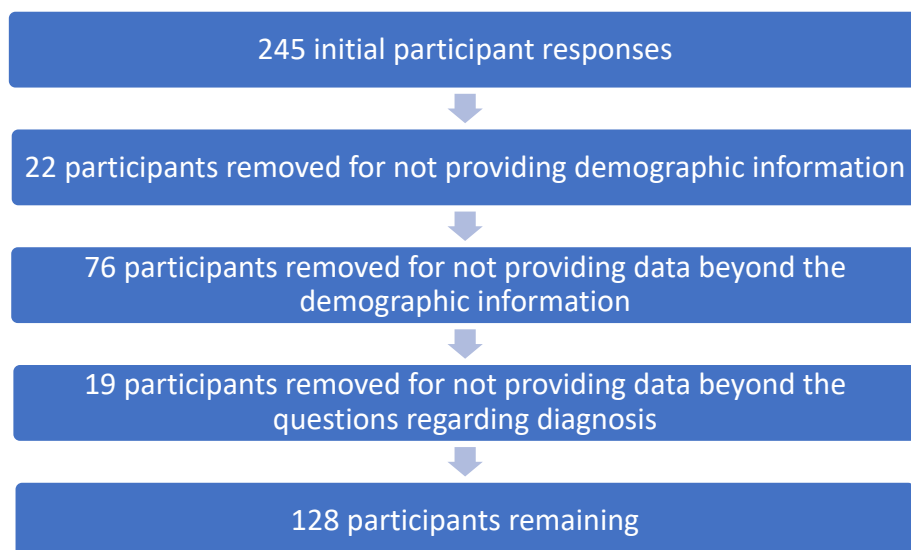 245 initial participant responses
22 participants removed for not providing demographic information
76 participants removed for not providing data beyond the
demographic information
19 participants removed for not providing data beyond the
questions regarding diagnosis
128 participants remaining